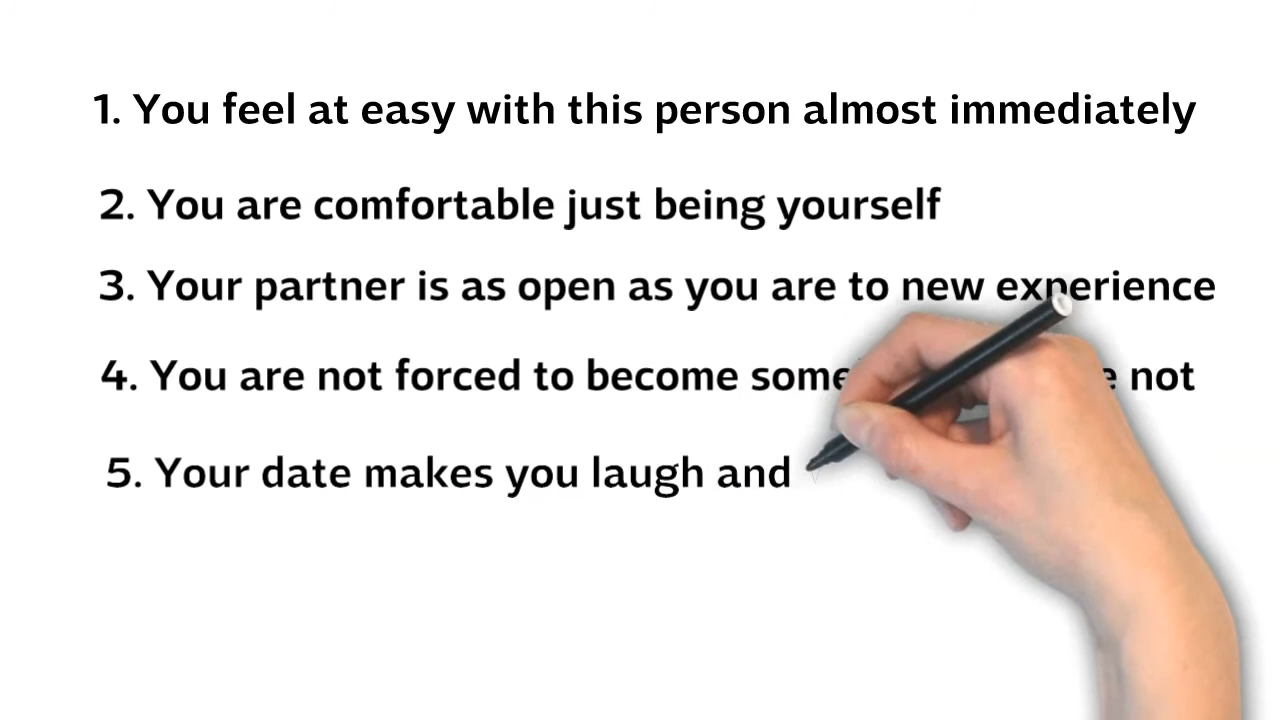 1. You feel at easy with this person almost immediately
2. You are comfortable just being yourself
3. Your partner is as open as you are to new experience
4. You are not forced to become not
5. Your date makes you laugh and